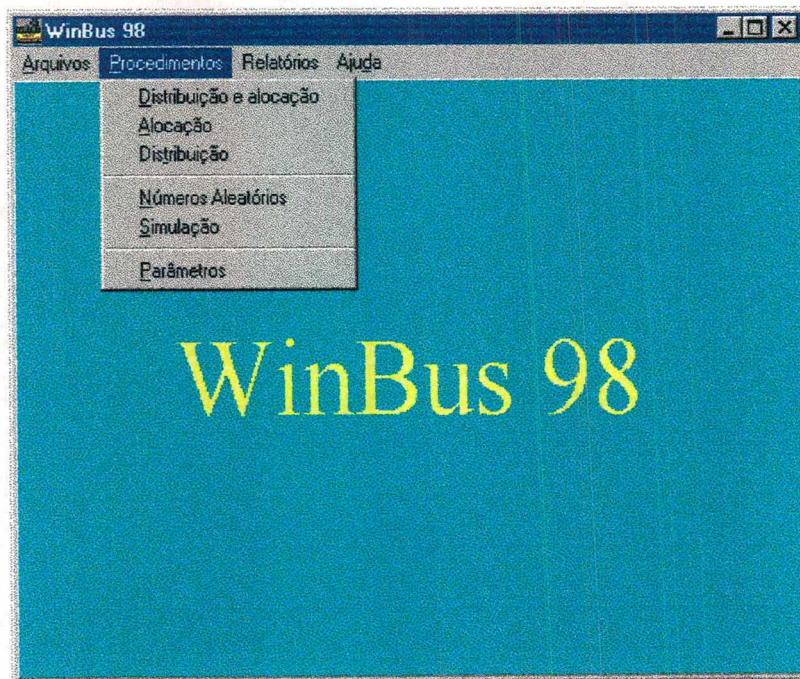 WinBus 98
Arquivos Procedimentos Relatórios Ajuda
Distribuição e alocação
Alocação
Distribuição
Números Aleatórios
Simulação
Parâmetros
WinBus 98